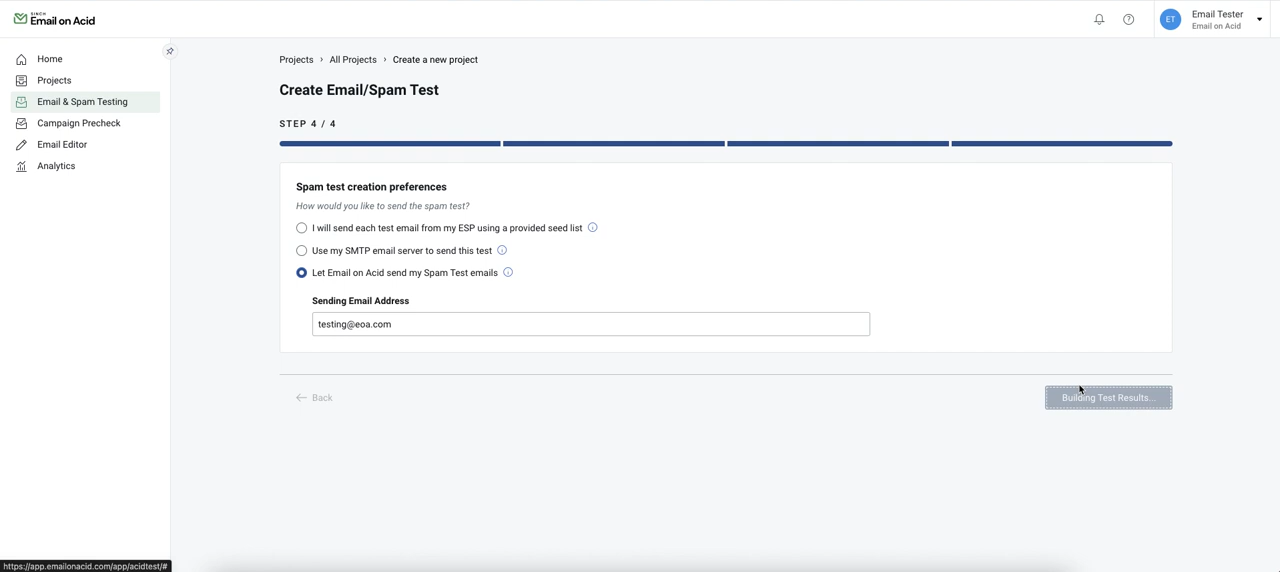 SINCH
Email on Acid
ET
Email Tester
Email on Acid
Home
Projects
Email & Spam Testing
Campaign Precheck
Email Editor
Analytics
Projects › All Projects › Create a new project
Create Email/Spam Test
STEP 4 / 4
Spam test creation preferences
How would you like to send the spam test?
I will send each test email from my ESP using a provided seed list
Use my SMTP email server to send this test
Let Email on Acid send my Spam Test emails
Sending Email Address
testing@eoa.com
Back
Building Test Results...
https://app.emailonacid.com/app/acidtest/#